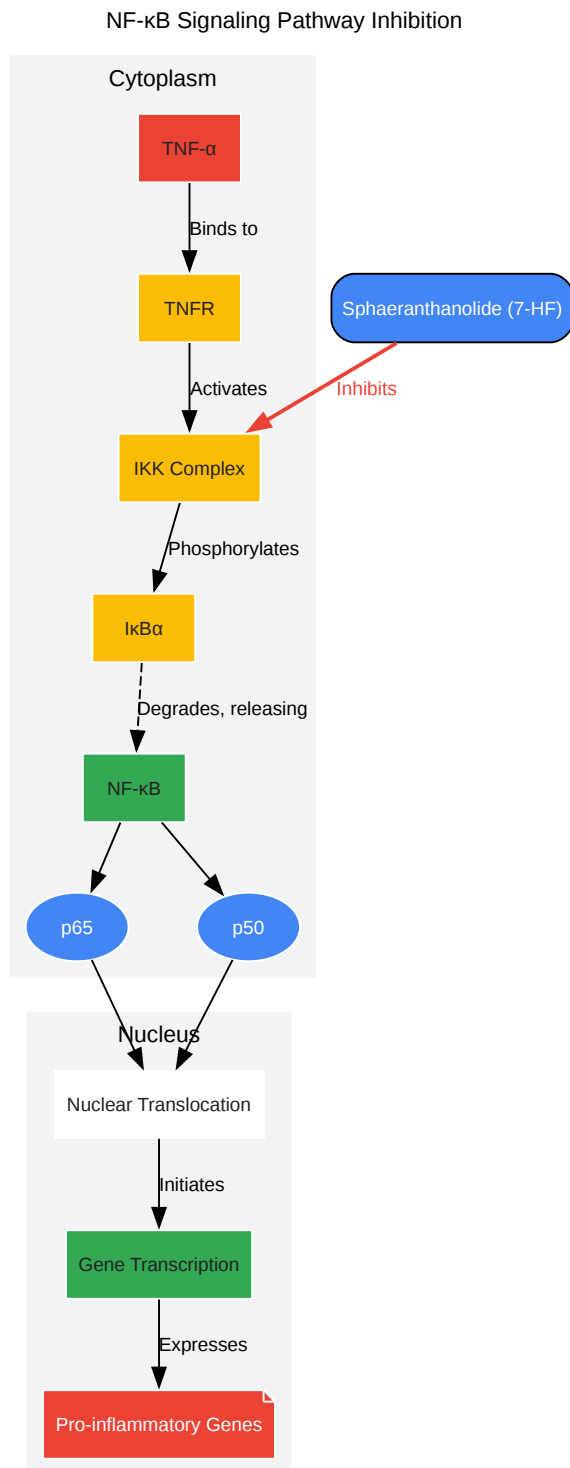 NF-κB Signaling Pathway Inhibition
Cytoplasm
TNF-α
Binds to
TNFR
Sphaeranthanolide (7-HF)
Activates
Inhibits
IKK Complex
Phosphorylates
IκBα
Degrades, releasing
NF-κB
p65
p50
Nucleus
Nuclear Translocation
Initiates
Gene Transcription
Expresses
Pro-inflammatory Genes